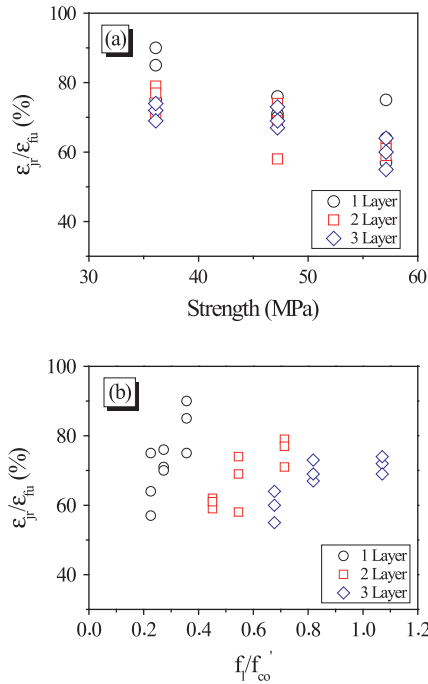 (a)
100
80
60
40
ε_jr/ε_fu (%)
1 Layer
2 Layer
3 Layer
30 40 50 60
Strength (MPa)
(b)
100
80
60
40
ε_jr/ε_fu (%)
1 Layer
2 Layer
3 Layer
0.0 0.2 0.4 0.6 0.8 1.0 1.2
f_l/f_co'